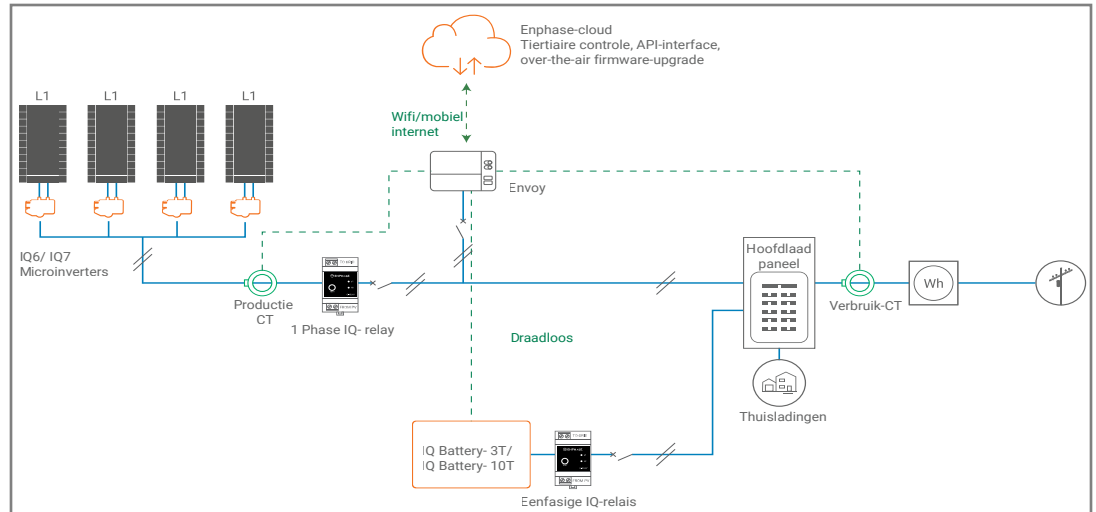 Enphase-cloud
Tiertiaire controle, API-interface,
over-the-air firmware-upgrade
L1
L1
L1
L1
Wifi/mobiel
internet
Envoy
IQ6/ IQ7
Microinverters
Productie
CT
1 Phase IQ- relay
Hoofdlaad
paneel
Verbruik-CT
Wh
Draadloos
Thuisladingen
IQ Battery- 3T/
IQ Battery- 10T
Eenfasige IQ-relais